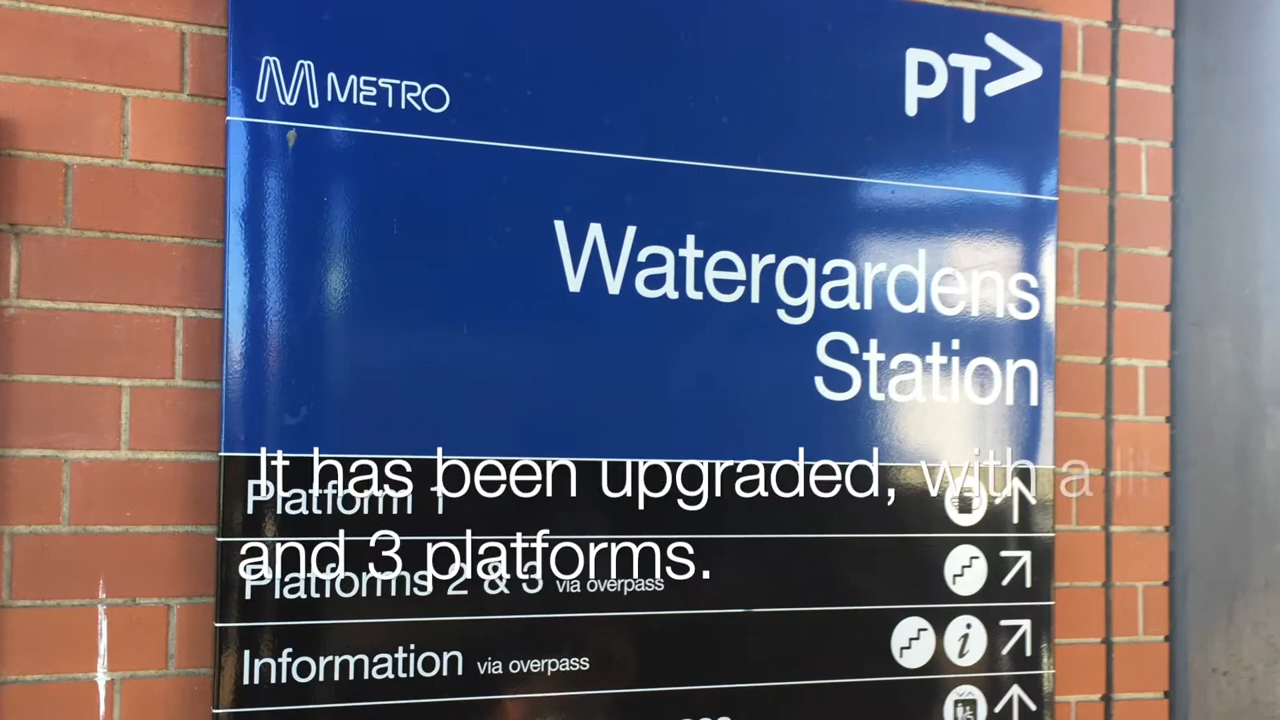 METRO
PT>
Watergardens
Station
It has been upgraded, with a
Platform 1
and 3 platforms.
Platforms 2 & 3 via overpass
Information via overpass